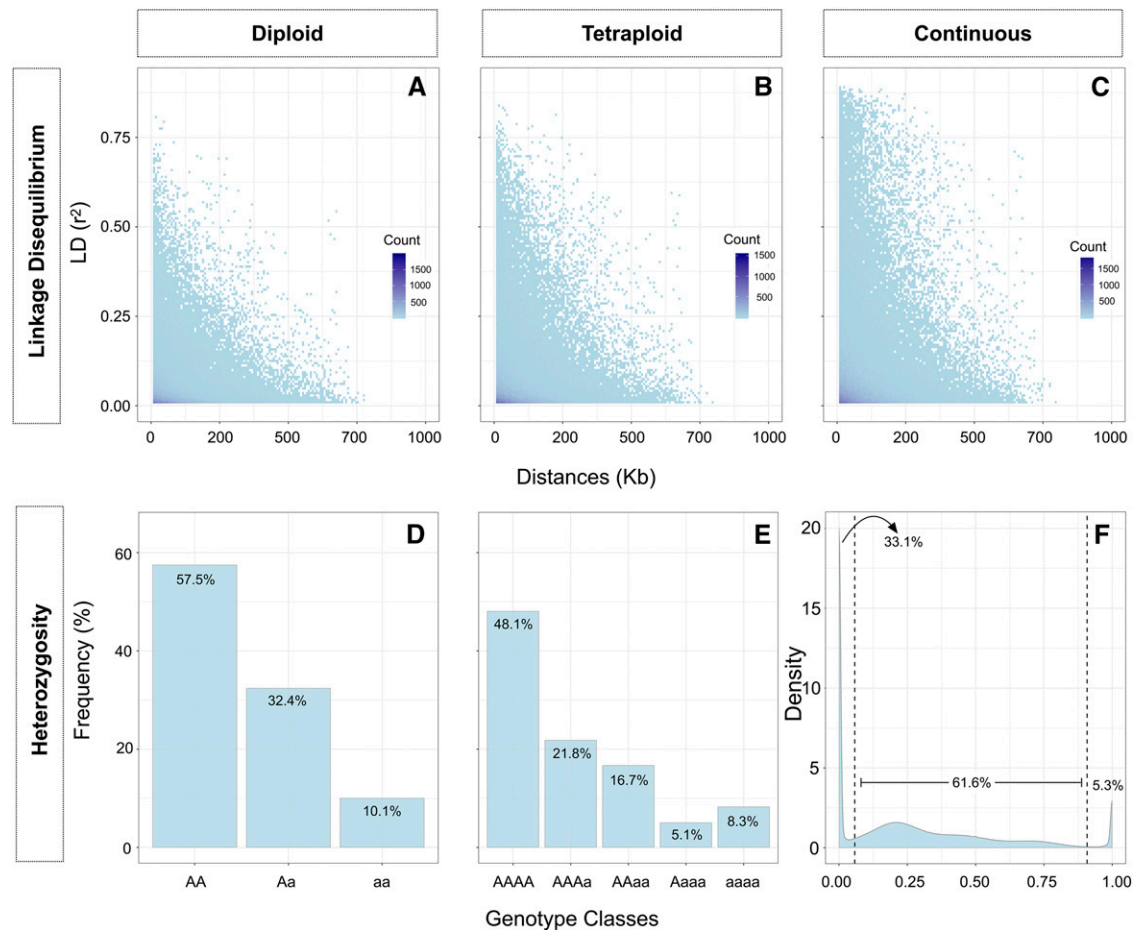 Diploid
Tetraploid
Continuous
Linkage Disequilibrium
LD (r²)
A
0.75
0.50
0.25
0.00
0 200 500 700 1000
Count
1500
1000
500
B
0 200 500 700 1000
Count
1500
1000
500
C
0 200 500 700 1000
Count
1500
1000
500
Distances (Kb)
Heterozygosity
Frequency (%)
D
60
40
20
0
57.5%
32.4%
10.1%
AA Aa aa
E
48.1%
21.8%
16.7%
5.1%
8.3%
AAAA AAAa AAaa Aaaa aaaa
Genotype Classes
F
Density
20
15
10
5
0
33.1%
61.6%
5.3%
0.00 0.25 0.50 0.75 1.00